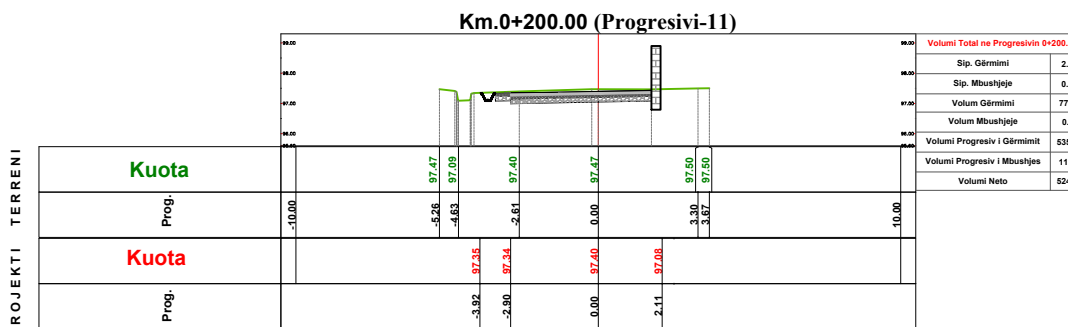 Km.0+200.00 (Progresivi-11)
99.00
98.00
97.00
96.00
99.00
98.00
97.00
96.00
Volumi Total ne Progresivin 0+200.
Sip. Gërmimi 2.
Sip. Mbushjeje 0.
Volum Gërmimi 77
Volum Mbushjeje 0.
Volumi Progresiv i Gërmimit 535
Volumi Progresiv i Mbushjes 11
Volumi Neto 524
TERRENI
Kuota 97.47 97.09 97.40 97.47 97.50 97.50
Prog. -10.00 -5.26 -4.63 -2.61 0.00 3.30 3.67 10.00
ROJEKTI
Kuota 97.35 97.34 97.40 97.08
Prog. -3.92 -2.90 0.00 2.11